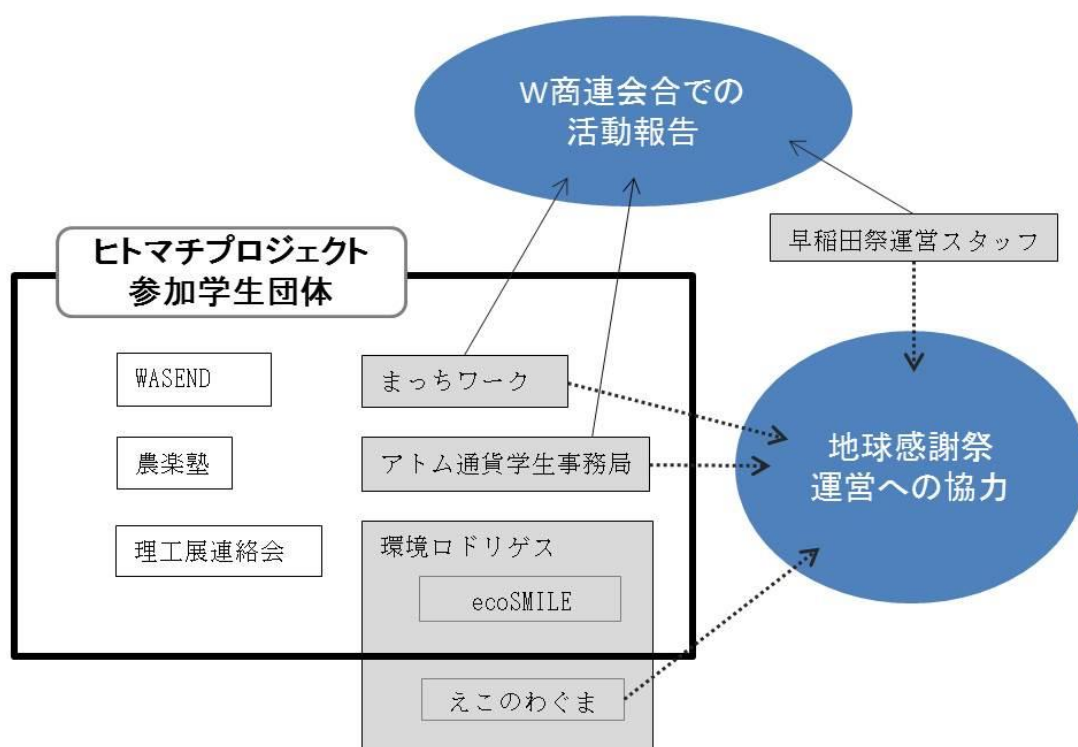 W商連会合での
活動報告
早稲田祭運営スタッフ
ヒトマチプロジェクト
参加学生団体
WASEND
まっちワーク
農楽塾
アトム通貨学生事務局
地球感謝祭
運営への協力
理工展連絡会
環境ロドリゲス
ecoSMILE
えこのわぐま